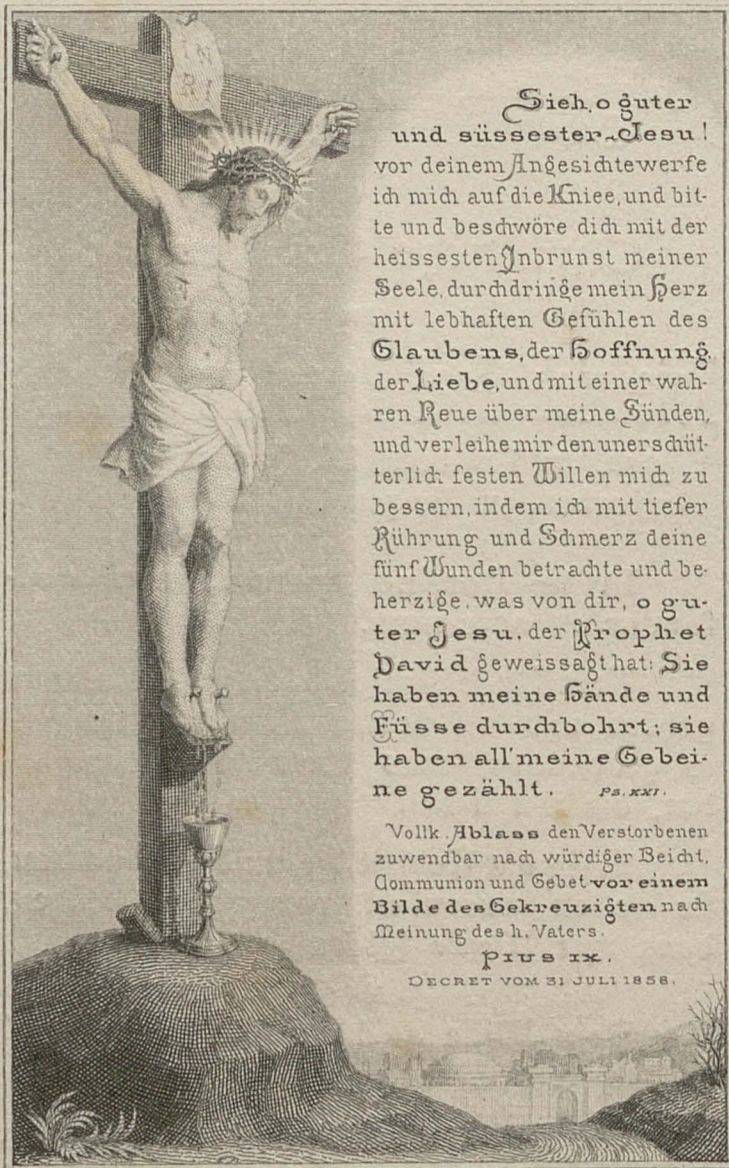 I N
R I
Sieh, o guter
und süssester Jesu!
vor deinem Angesichte werfe
ich mich auf die Kniee, und bit-
te und beschwöre dich mit der
heissesten Inbrunst meiner
Seele, durchdringe mein Herz
mit lebhaften Gefühlen des
Glaubens, der Hoffnung,
der Liebe, und mit einer wah-
ren Reue über meine Sünden,
und verleihe mir den unerschüt-
terlich festen Willen mich zu
bessern, indem ich mit tiefer
Rührung und Schmerz deine
fünf Wunden betrachte und be-
herzige, was von dir, o gu-
ter Jesu, der Prophet
David geweissagt hat: Sie
haben meine Hände und
Füsse durchbohrt; sie
haben all' meine Gebei-
ne gezählt. Ps. XXI.
Vollk. Ablass den Verstorbenen
zuwendbar nach würdiger Beicht,
Communion und Gebet vor einem
Bilde des Gekreuzigten nach
Meinung des h. Vaters.
Pius IX.
Decret vom 31 Juli 1858.